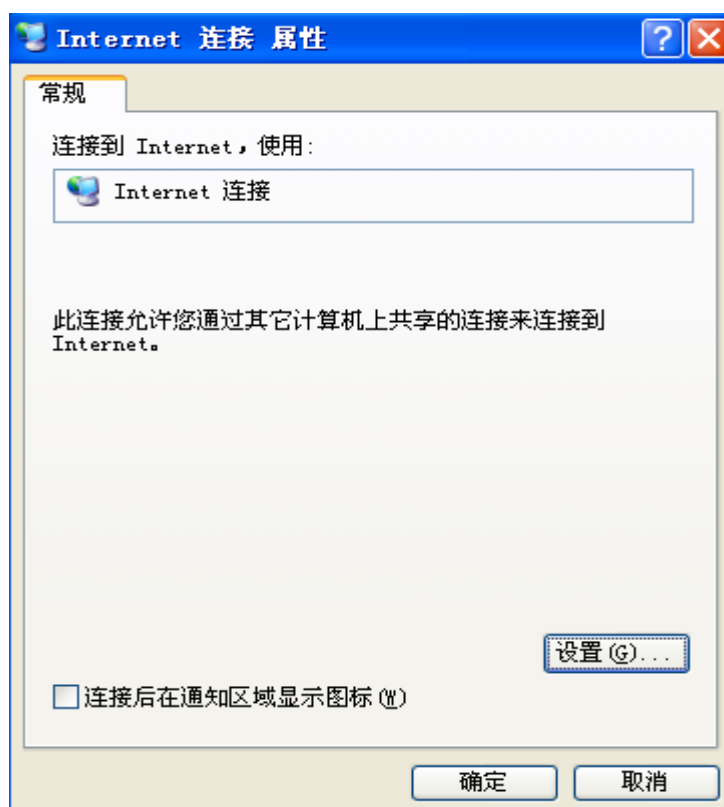 Internet 连接 属性
常规
连接到 Internet，使用:
Internet 连接
此连接允许您通过其它计算机上共享的连接来连接到
Internet。
设置(G)...
连接后在通知区域显示图标(W)
确定
取消